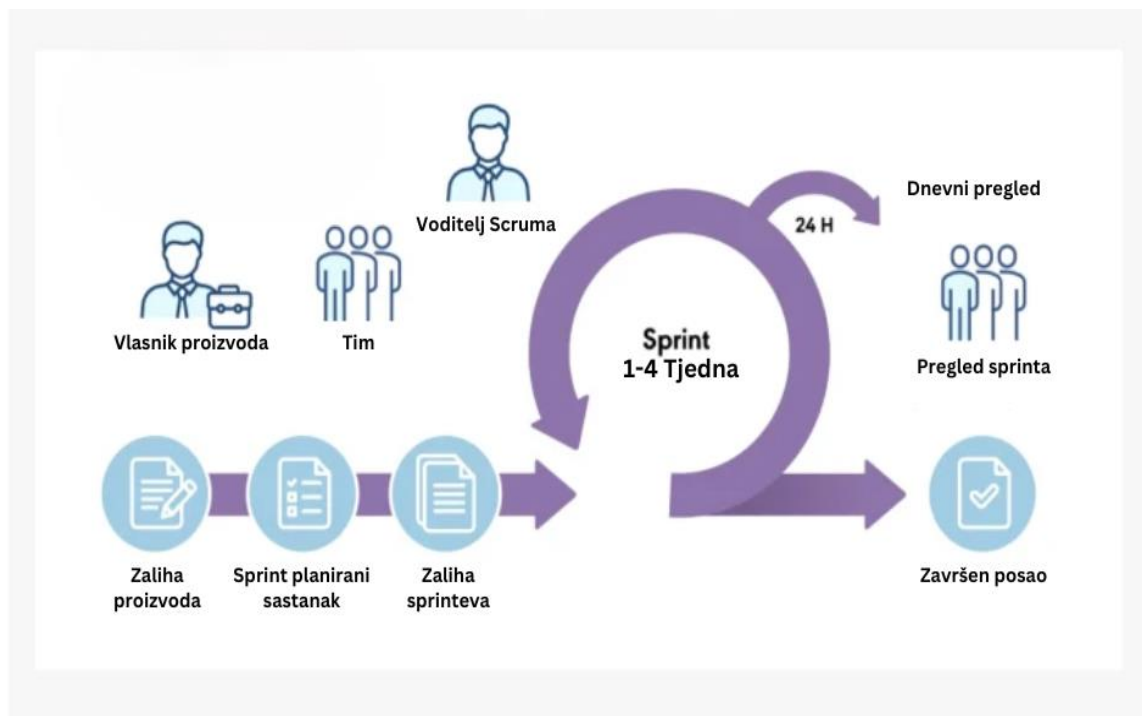 Dnevni pregled
Voditelj Scruma
24 H
Vlasnik proizvoda
Tim
Sprint
1-4 Tjedna
Pregled sprinta
Zaliha
proizvoda
Sprint planirani
sastanak
Zaliha
sprinteva
Završen posao